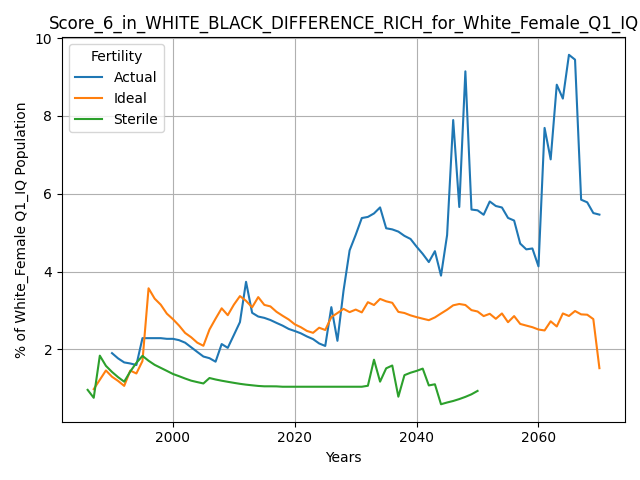 Score_6_in_WHITE_BLACK_DIFFERENCE_RICH_for_White_Female_Q1_IQ
Fertility
Actual
Ideal
Sterile
% of White_Female Q1_IQ Population
10
8
6
4
2
2000 2020 2040 2060
Years